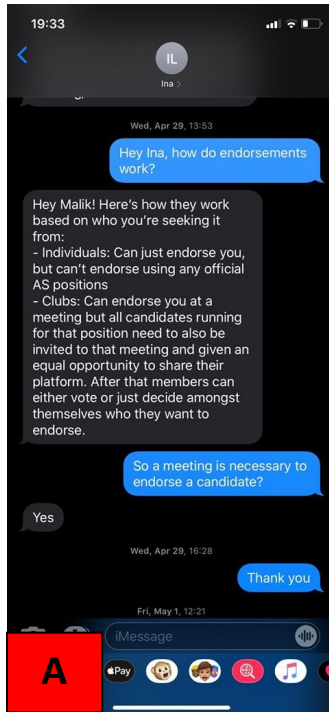 19:33
IL
Ina >
Wed, Apr 29, 13:53
Hey Ina, how do endorsements
work?
Hey Malik! Here's how they work
based on who you're seeking it
from:
- Individuals: Can just endorse you,
but can't endorse using any official
AS positions
- Clubs: Can endorse you at a
meeting but all candidates running
for that position need to also be
invited to that meeting and given an
equal opportunity to share their
platform. After that members can
either vote or just decide amongst
themselves who they want to
endorse.
So a meeting is necessary to
endorse a candidate?
Yes
Wed, Apr 29, 16:28
Thank you
Fri, May 1, 12:21
iMessage
A
Pay